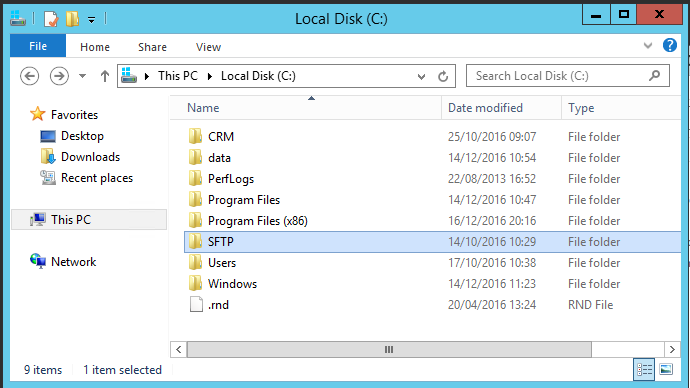 Local Disk (C:)
File Home Share View
This PC Local Disk (C:) Search Local Disk (C:)
Favorites
Desktop
Downloads
Recent places
This PC
Network
Name Date modified Type
CRM 25/10/2016 09:07 File folder
data 14/12/2016 10:54 File folder
PerfLogs 22/08/2013 16:52 File folder
Program Files 14/12/2016 10:47 File folder
Program Files (x86) 16/12/2016 20:16 File folder
SFTP 14/10/2016 10:29 File folder
Users 17/10/2016 10:38 File folder
Windows 14/12/2016 11:23 File folder
.rnd 20/04/2016 13:24 RND File
9 items 1 item selected